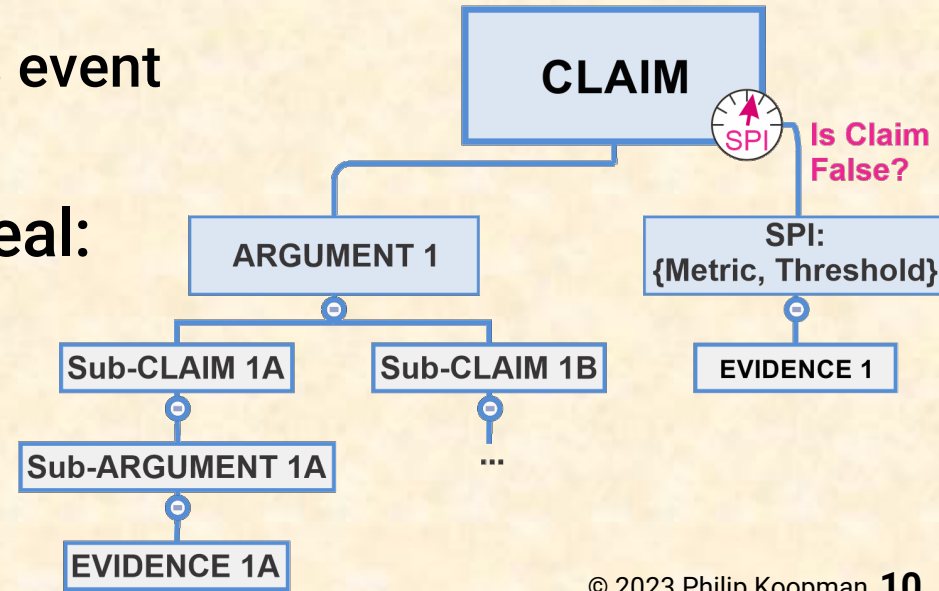 event
eal:
CLAIM
SPI
Is Claim
False?
ARGUMENT 1
SPI:
{Metric, Threshold}
Sub-CLAIM 1A
Sub-CLAIM 1B
EVIDENCE 1
Sub-ARGUMENT 1A
...
EVIDENCE 1A
© 2023 Philip Koopman 10